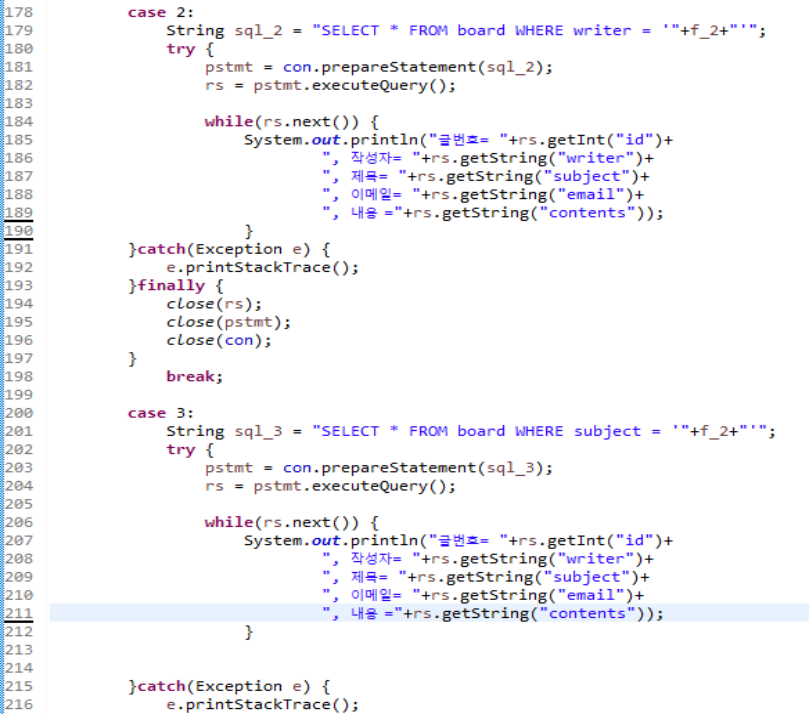 178 case 2:
179 String sql_2 = "SELECT * FROM board WHERE writer = '"+f_2+"'";
180 try {
181 pstmt = con.prepareStatement(sql_2);
182 rs = pstmt.executeQuery();
183
184 while(rs.next()) {
185 System.out.println("글번호= "+rs.getInt("id")+
186 ", 작성자= "+rs.getString("writer")+
187 ", 제목= "+rs.getString("subject")+
188 ", 이메일= "+rs.getString("email")+
189 ", 내용 ="+rs.getString("contents"));
190 }
191 }catch(Exception e) {
192 e.printStackTrace();
193 }finally {
194 close(rs);
195 close(pstmt);
196 close(con);
197 }
198 break;
199
200 case 3:
201 String sql_3 = "SELECT * FROM board WHERE subject = '"+f_2+"'";
202 try {
203 pstmt = con.prepareStatement(sql_3);
204 rs = pstmt.executeQuery();
205
206 while(rs.next()) {
207 System.out.println("글번호= "+rs.getInt("id")+
208 ", 작성자= "+rs.getString("writer")+
209 ", 제목= "+rs.getString("subject")+
210 ", 이메일= "+rs.getString("email")+
211 ", 내용 ="+rs.getString("contents"));
212 }
213
214
215 }catch(Exception e) {
216 e.printStackTrace();